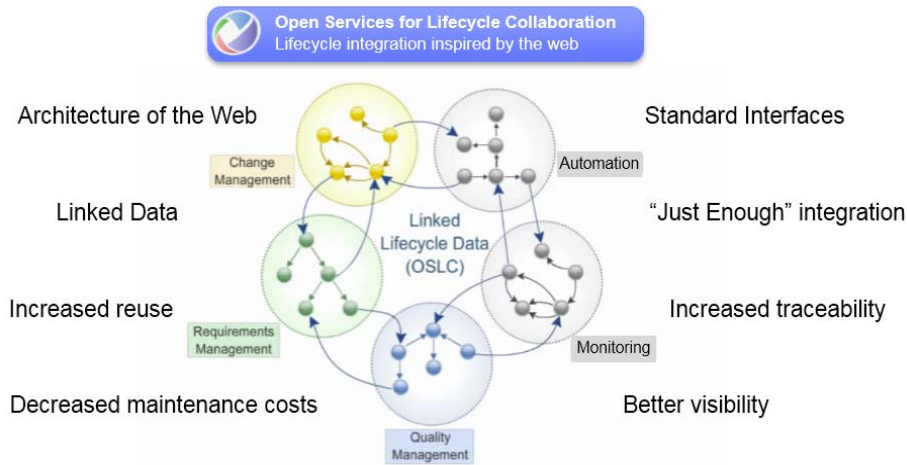 Open Services for Lifecycle Collaboration
Lifecycle integration inspired by the web
Architecture of the Web
Standard Interfaces
Change
Management
Automation
Linked Data
“Just Enough” integration
Linked
Lifecycle Data
(OSLC)
Increased reuse
Increased traceability
Requirements
Management
Monitoring
Decreased maintenance costs
Better visibility
Quality
Management